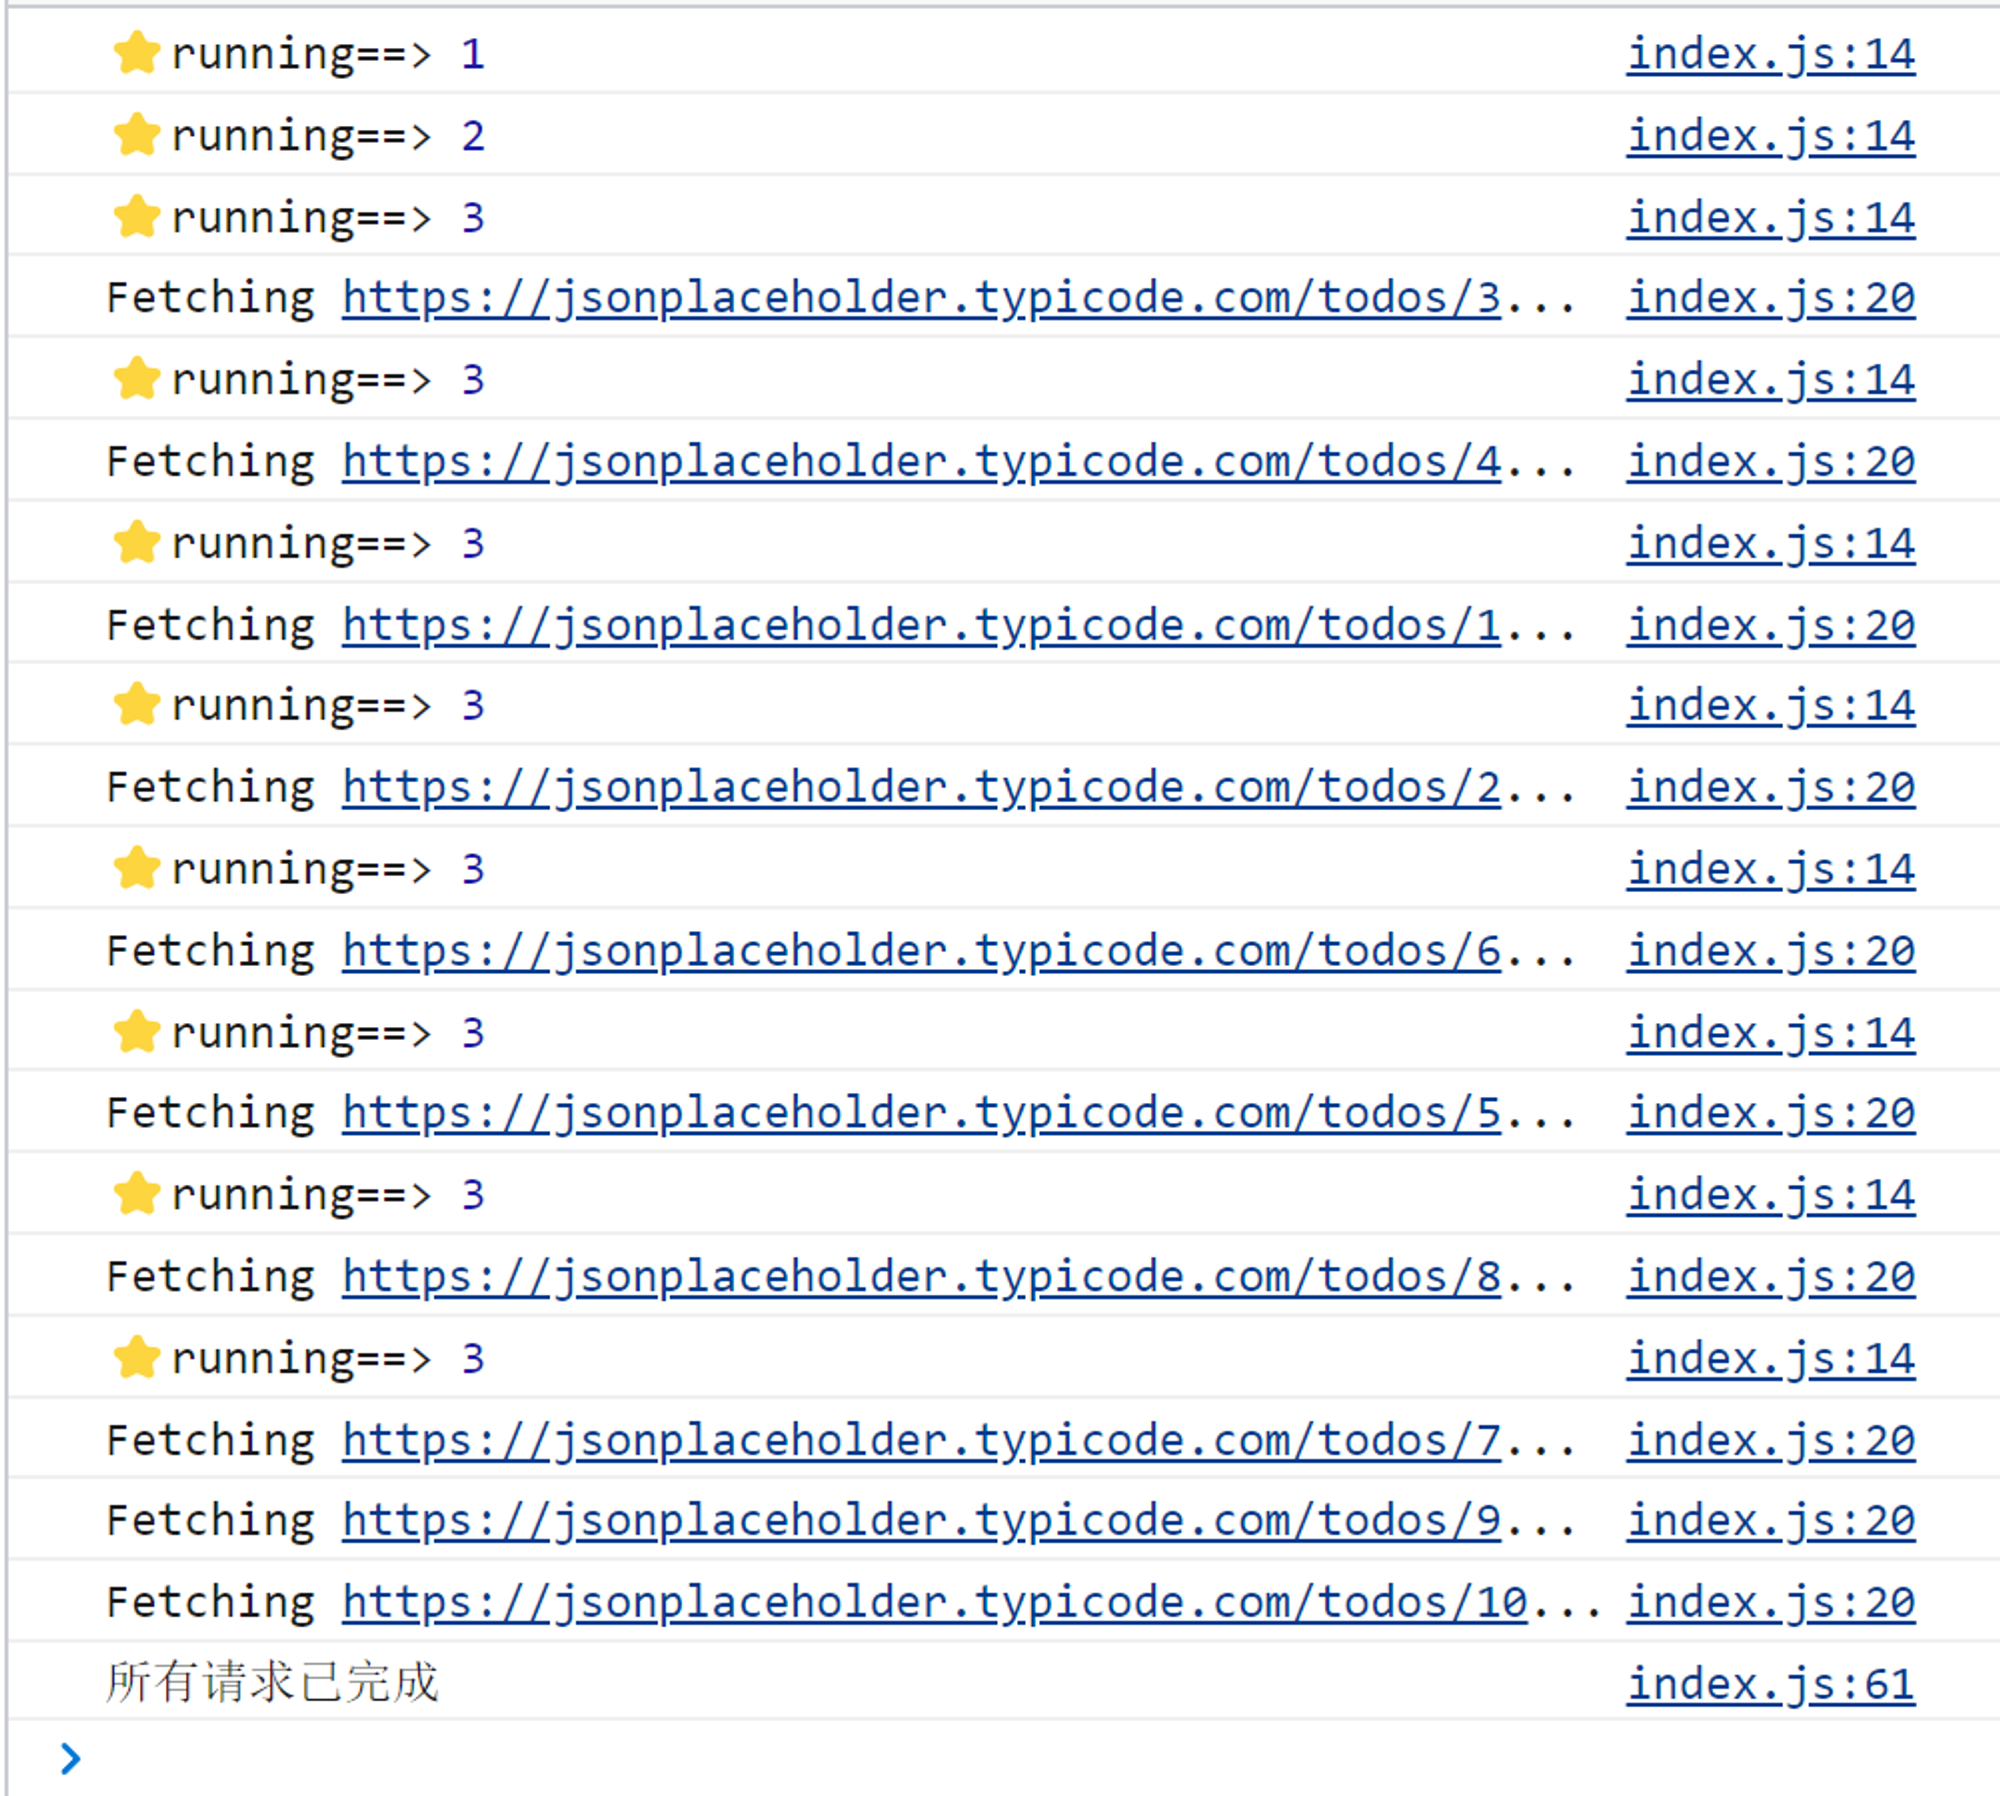 ⭐running==> 1 index.js:14
⭐running==> 2 index.js:14
⭐running==> 3 index.js:14
Fetching https://jsonplaceholder.typicode.com/todos/3... index.js:20
⭐running==> 3 index.js:14
Fetching https://jsonplaceholder.typicode.com/todos/4... index.js:20
⭐running==> 3 index.js:14
Fetching https://jsonplaceholder.typicode.com/todos/1... index.js:20
⭐running==> 3 index.js:14
Fetching https://jsonplaceholder.typicode.com/todos/2... index.js:20
⭐running==> 3 index.js:14
Fetching https://jsonplaceholder.typicode.com/todos/6... index.js:20
⭐running==> 3 index.js:14
Fetching https://jsonplaceholder.typicode.com/todos/5... index.js:20
⭐running==> 3 index.js:14
Fetching https://jsonplaceholder.typicode.com/todos/8... index.js:20
⭐running==> 3 index.js:14
Fetching https://jsonplaceholder.typicode.com/todos/7... index.js:20
Fetching https://jsonplaceholder.typicode.com/todos/9... index.js:20
Fetching https://jsonplaceholder.typicode.com/todos/10... index.js:20
所有请求已完成 index.js:61